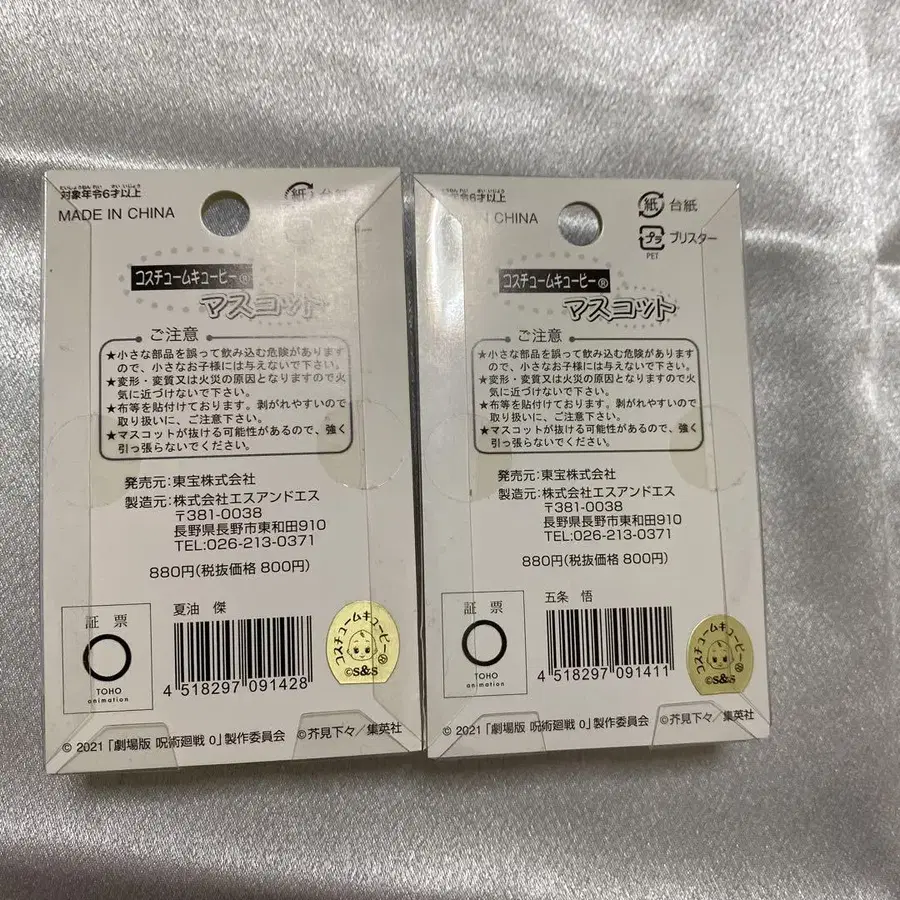 たいしょうねんれい さい いじょう
対象年令6才以上
MADE IN CHINA
紙 台紙
コスチュームキューピー®
マスコット
ご注意
★小さな部品を誤って飲み込む危険があります
ので、小さなお子様には与えないで下さい。
★変形・変質又は火災の原因となりますので火
気に近づけないで下さい。
★布等を貼付けております。剥がれやすいので
取り扱いに、ご注意下さい。
★マスコットが抜ける可能性があるので、強く
引っ張らないでください。
発売元:東宝株式会社
製造元:株式会社エスアンドエス
〒381-0038
長野県長野市東和田910
TEL:026-213-0371
880円(税抜価格 800円)
証票
TOHO
animation
夏油 傑
4 518297 091428
コスチュームキューピー®
©S&S
© 2021「劇場版 呪術廻戦 0」製作委員会 ©芥見下々/集英社
象年令6才以上
IN CHINA
紙 台紙
プラ ブリスター
PET
コスチュームキューピー®
マスコット
ご注意
★小さな部品を誤って飲み込む危険があります
ので、小さなお子様には与えないで下さい。
★変形・変質又は火災の原因となりますので火
気に近づけないで下さい。
★布等を貼付けております。剥がれやすいので
取り扱いに、ご注意下さい。
★マスコットが抜ける可能性があるので、強く
引っ張らないでください。
発売元:東宝株式会社
製造元:株式会社エスアンドエス
〒381-0038
長野県長野市東和田910
TEL:026-213-0371
880円(税抜価格 800円)
証票
TOHO
animation
五条 悟
4 518297 091411
コスチュームキューピー®
©S&S
© 2021「劇場版 呪術廻戦 0」製作委員会 ©芥見下々/集英社